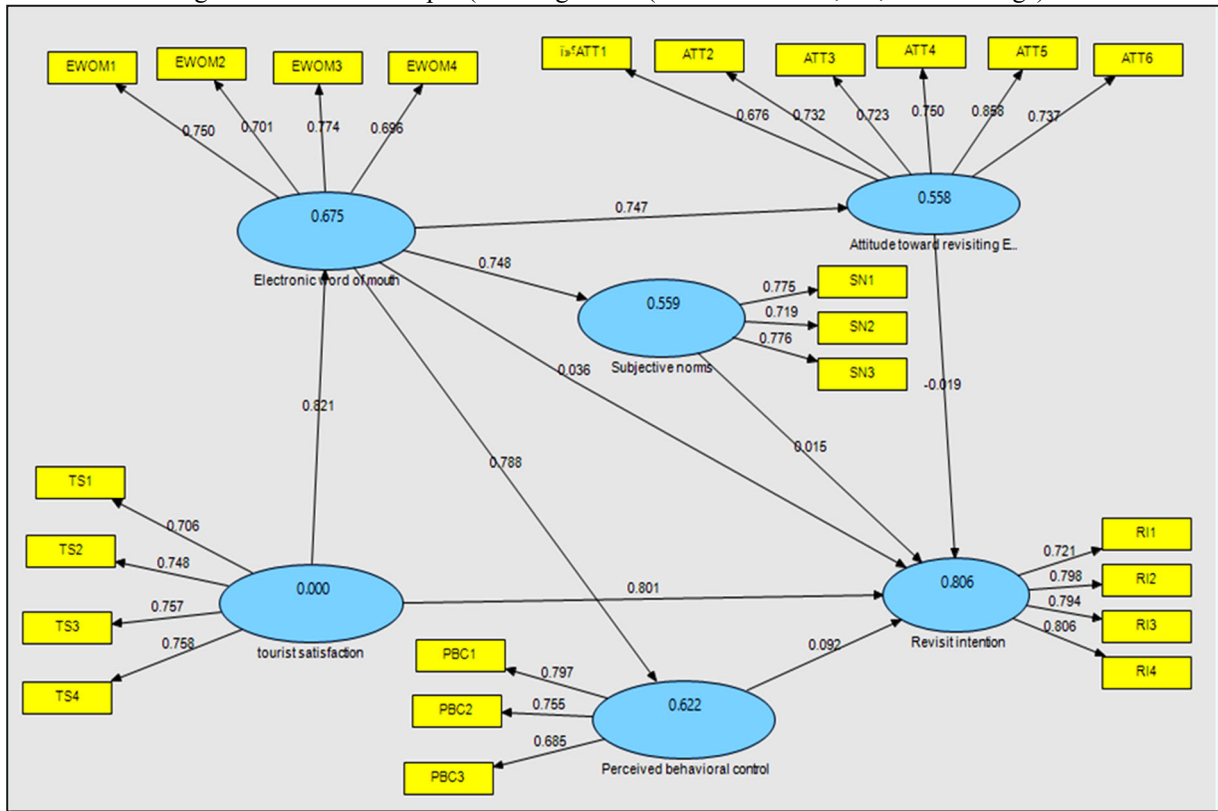 EWOM1
EWOM2
EWOM3
EWOM4
ATT1
ATT2
ATT3
ATT4
ATT5
ATT6
0.750
0.701
0.774
0.696
0.676
0.732
0.723
0.750
0.858
0.737
0.675
Electronic word of mouth
0.747
0.558
Attitude toward revisiting E...
0.748
0.559
Subjective norms
0.775
0.719
0.776
SN1
SN2
SN3
0.036
-0.019
0.821
0.015
0.788
TS1
TS2
TS3
TS4
0.706
0.748
0.757
0.758
0.000
tourist satisfaction
0.801
0.806
Revisit intention
0.721
0.798
0.794
0.806
RI1
RI2
RI3
RI4
0.092
PBC1
PBC2
PBC3
0.797
0.755
0.685
0.622
Perceived behavioral control